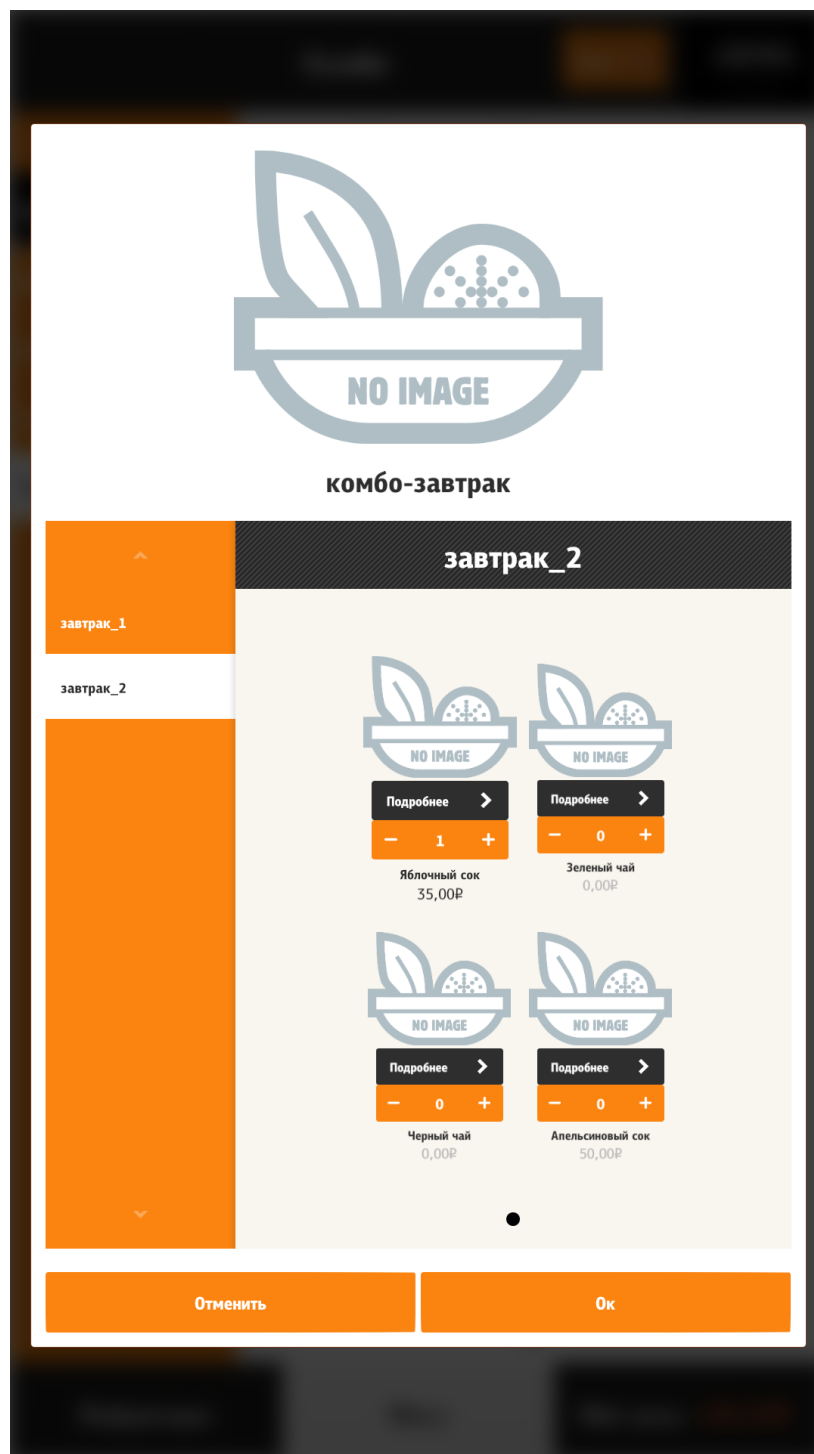 NO IMAGE
комбо-завтрак
завтрак_1
завтрак_2
завтрак_2
NO IMAGE
NO IMAGE
Подробнее
Подробнее
− 1 +
− 0 +
Яблочный сок
Зеленый чай
35,00₽
0,00₽
NO IMAGE
NO IMAGE
Подробнее
Подробнее
− 0 +
− 0 +
Черный чай
Апельсиновый сок
0,00₽
50,00₽
Отменить
Ок